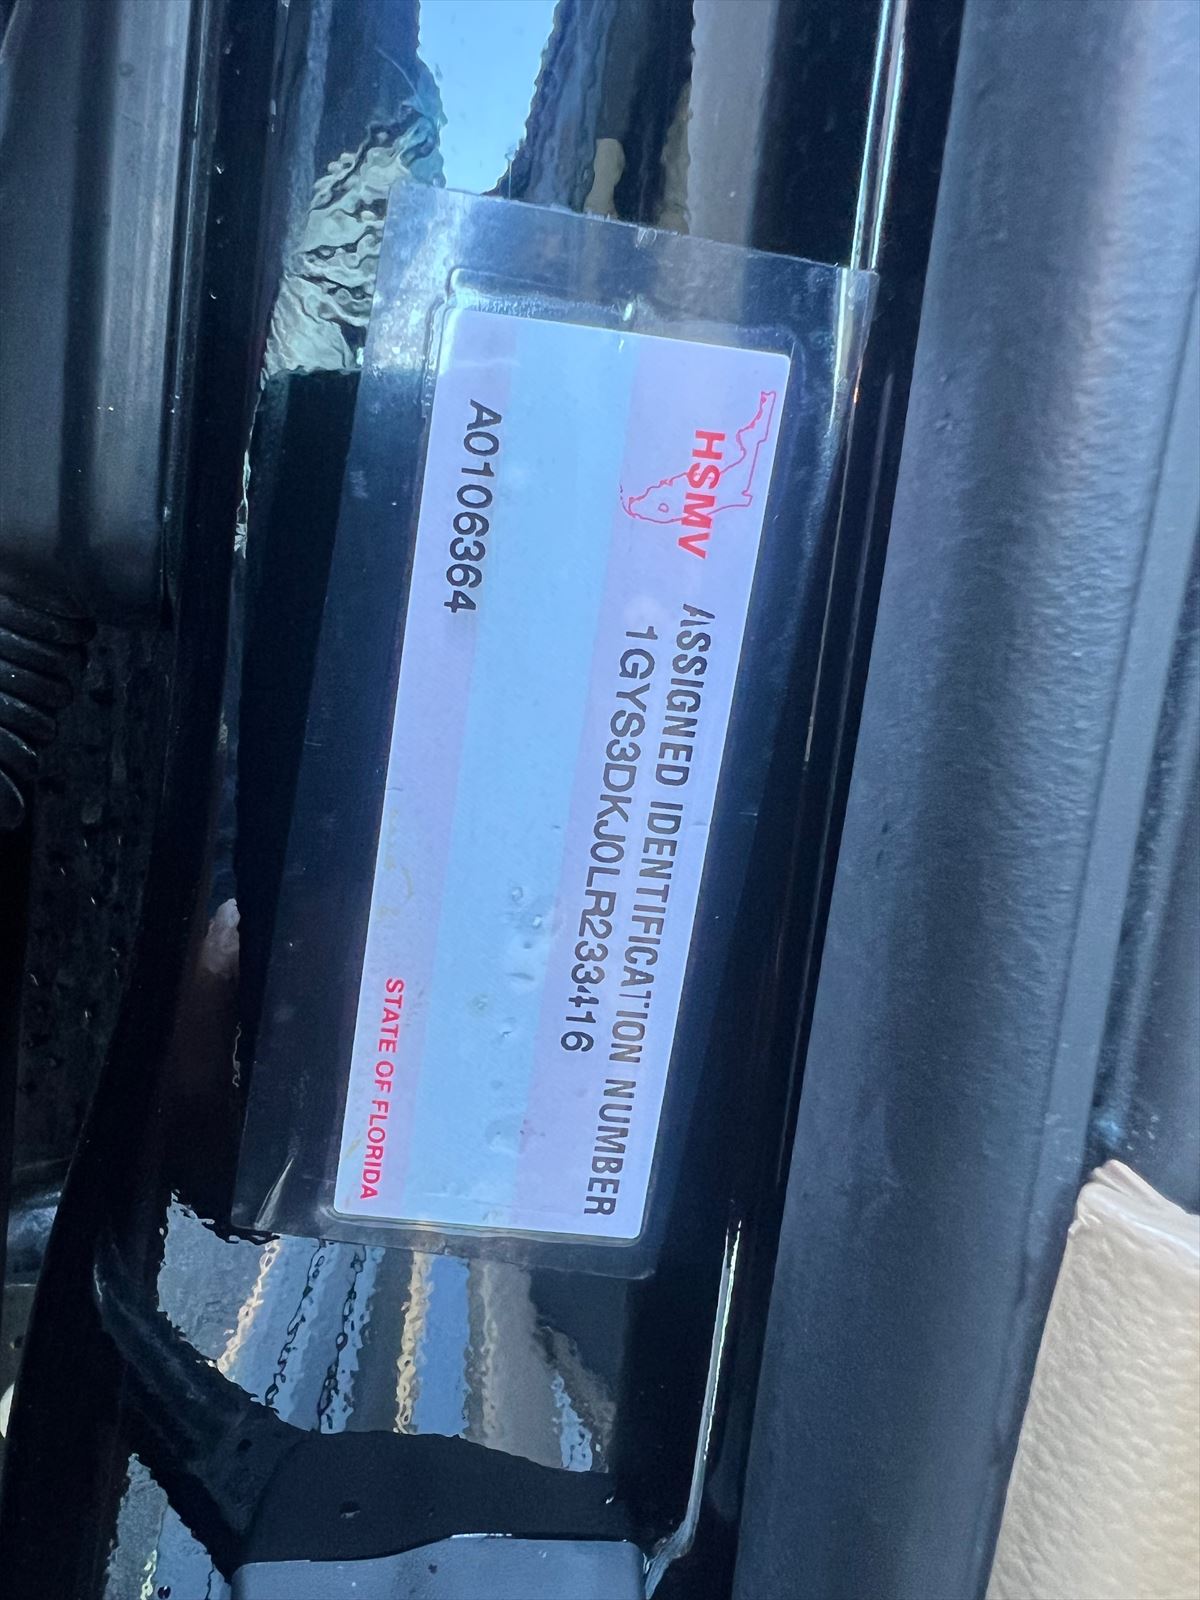 HSMV ASSIGNED IDENTIFICATION NUMBER
1GYS3DKJ0LR233416
A0106364
STATE OF FLORIDA